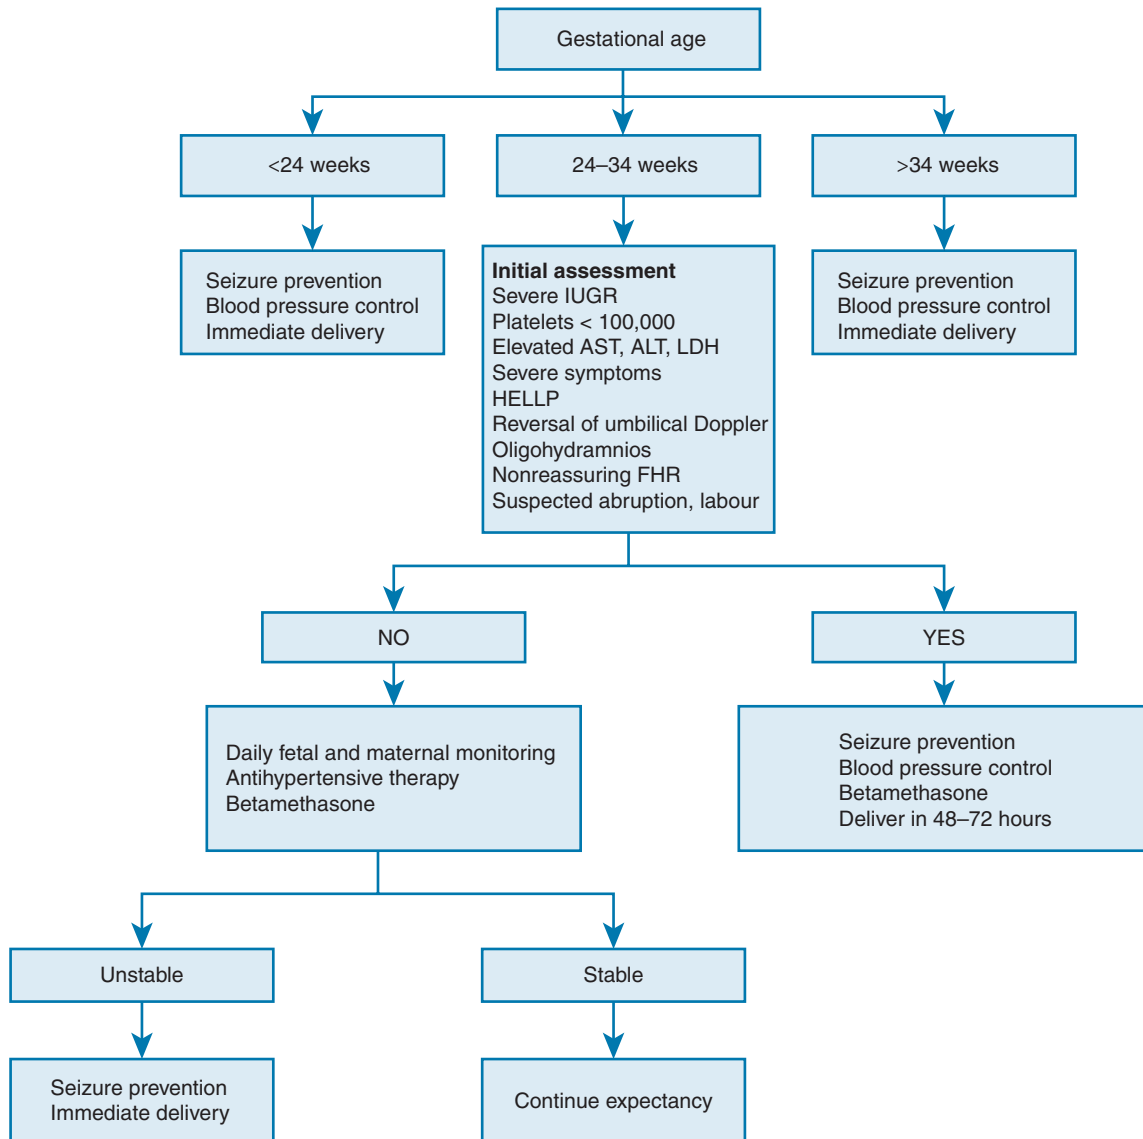 Gestational age
<24 weeks
24–34 weeks
>34 weeks
Seizure prevention
Blood pressure control
Immediate delivery
Initial assessment
Severe IUGR
Platelets < 100,000
Elevated AST, ALT, LDH
Severe symptoms
HELLP
Reversal of umbilical Doppler
Oligohydramnios
Nonreassuring FHR
Suspected abruption, labour
Seizure prevention
Blood pressure control
Immediate delivery
NO
YES
Daily fetal and maternal monitoring
Antihypertensive therapy
Betamethasone
Seizure prevention
Blood pressure control
Betamethasone
Deliver in 48–72 hours
Unstable
Stable
Seizure prevention
Immediate delivery
Continue expectancy